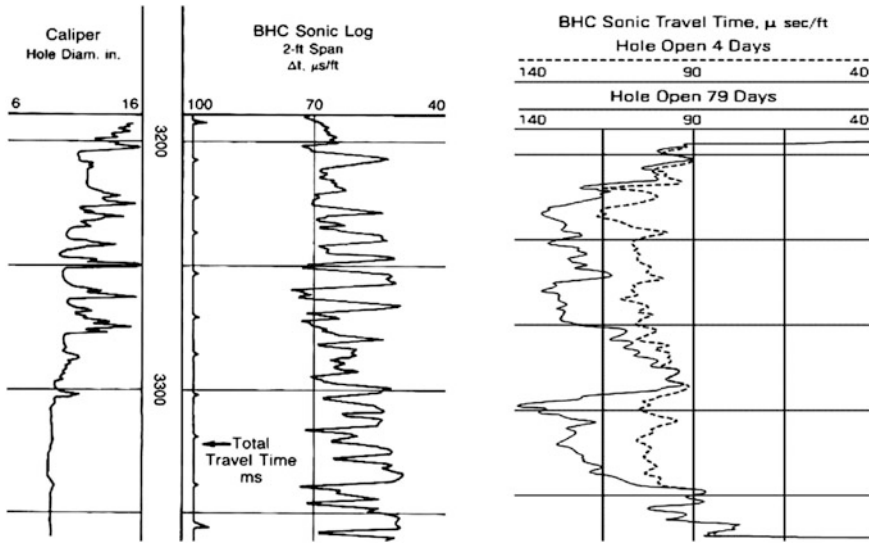 Caliper
Hole Diam. in.
6 16
3200
3300
BHC Sonic Log
2-ft Span
Δt, μs/ft
100 70 40
Total
Travel Time
ms
BHC Sonic Travel Time, μ sec/ft
Hole Open 4 Days
140 90 40
Hole Open 79 Days
140 90 40